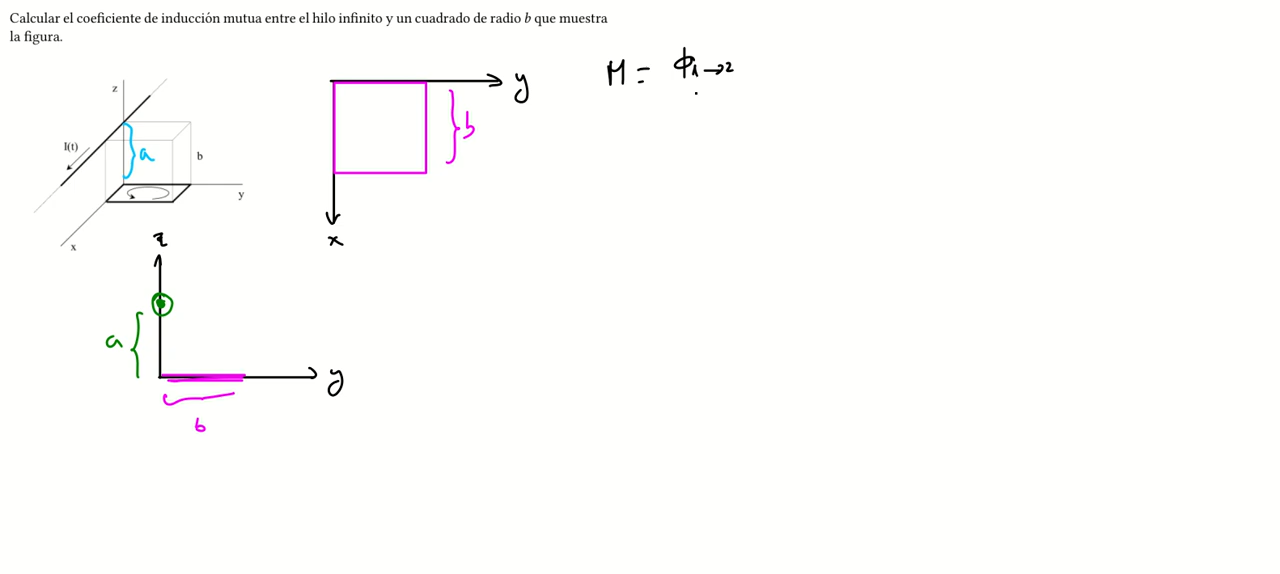 Calcular el coeficiente de inducción mutua entre el hilo infinito y un cuadrado de radio b que muestra
la figura.
M = ϕ₁→₂
z
I(t)
a
b
y
x
y
b
x
z
a
y
b